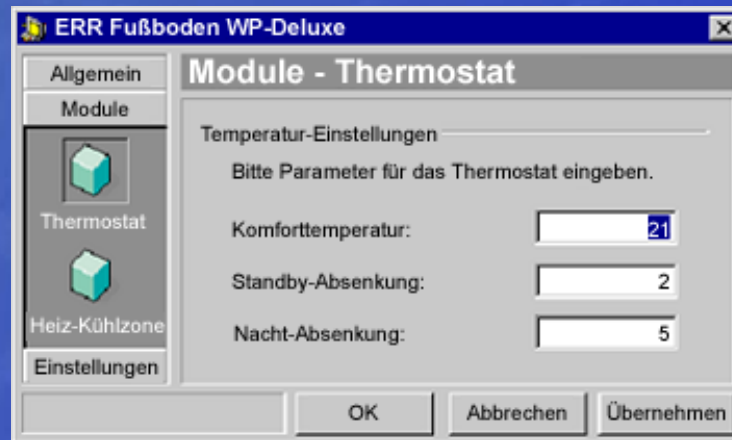 ERR Fußboden WP-Deluxe
Allgemein
Module
Thermostat
Heiz-Kühlzone
Einstellungen
Module - Thermostat
Temperatur-Einstellungen
Bitte Parameter für das Thermostat eingeben.
Komforttemperatur: 21
Standby-Absenkung: 2
Nacht-Absenkung: 5
OK Abbrechen Übernehmen